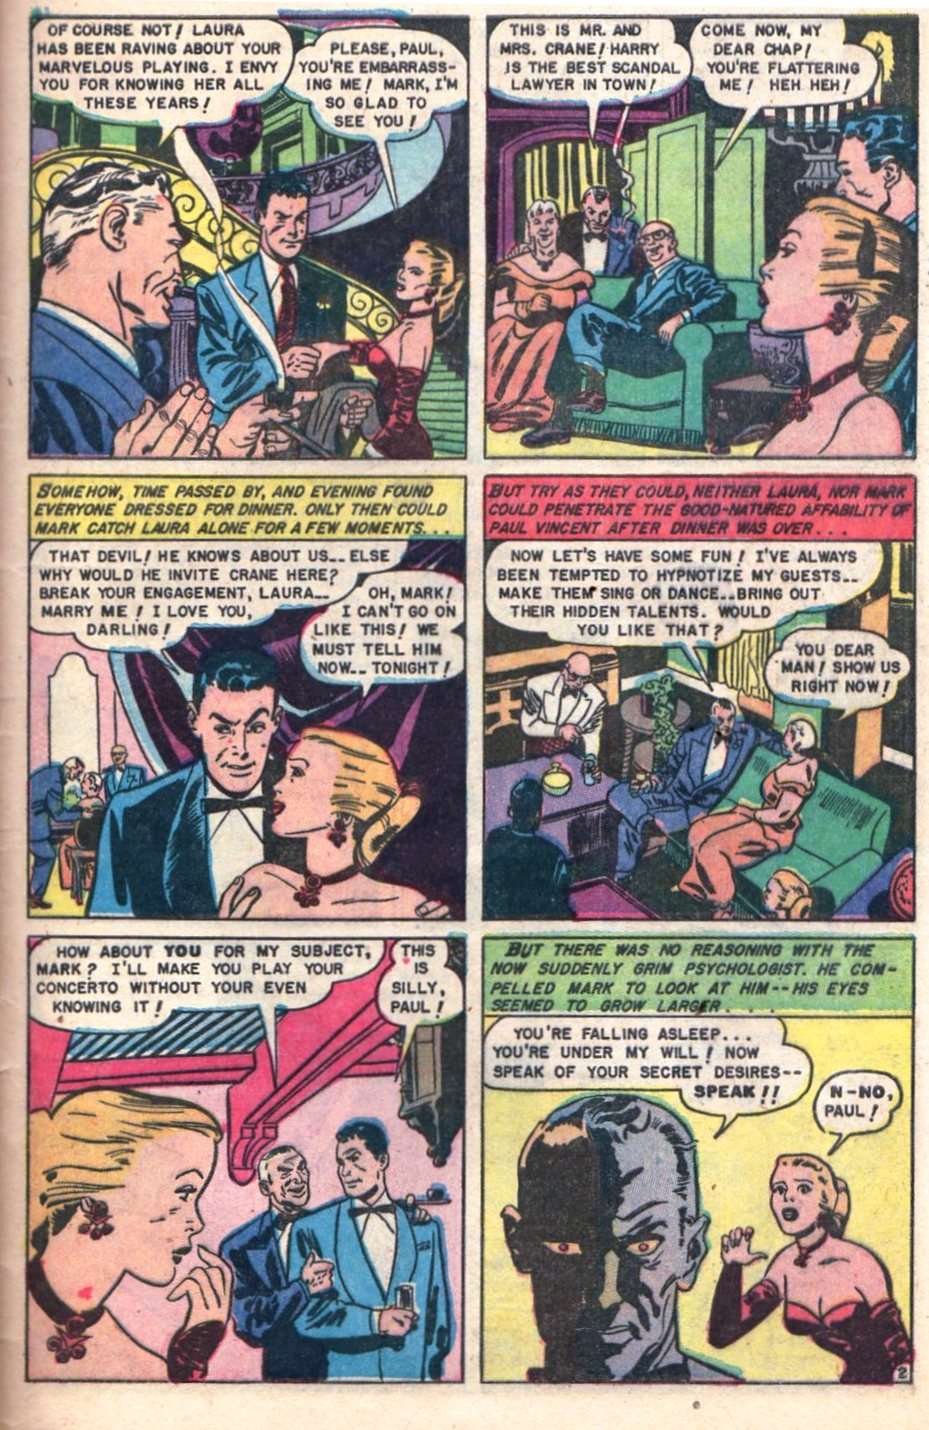 OF COURSE NOT! LAURA
HAS BEEN RAVING ABOUT YOUR
MARVELOUS PLAYING. I ENVY
YOU FOR KNOWING HER ALL
THESE YEARS!
PLEASE, PAUL,
YOU'RE EMBARRASS-
ING ME! MARK, I'M
SO GLAD TO
SEE YOU!
THIS IS MR. AND
MRS. CRANE! HARRY
IS THE BEST SCANDAL
LAWYER IN TOWN!
COME NOW, MY
DEAR CHAP!
YOU'RE FLATTERING
ME! HEH HEH!
SOMEHOW, TIME PASSED BY, AND EVENING FOUND
EVERYONE DRESSED FOR DINNER. ONLY THEN COULD
MARK CATCH LAURA ALONE FOR A FEW MOMENTS...
THAT DEVIL! HE KNOWS ABOUT US-- ELSE
WHY WOULD HE INVITE CRANE HERE?
BREAK YOUR ENGAGEMENT, LAURA--
MARRY ME! I LOVE YOU,
DARLING!
OH, MARK!
I CAN'T GO ON
LIKE THIS! WE
MUST TELL HIM
NOW-- TONIGHT!
BUT TRY AS THEY COULD, NEITHER LAURA, NOR MARK
COULD PENETRATE THE GOOD-NATURED AFFABILITY OF
PAUL VINCENT AFTER DINNER WAS OVER...
NOW LET'S HAVE SOME FUN! I'VE ALWAYS
BEEN TEMPTED TO HYPNOTIZE MY GUESTS--
MAKE THEM SING OR DANCE--BRING OUT
THEIR HIDDEN TALENTS. WOULD
YOU LIKE THAT?
YOU DEAR
MAN! SHOW US
RIGHT NOW!
HOW ABOUT YOU FOR MY SUBJECT,
MARK? I'LL MAKE YOU PLAY YOUR
CONCERTO WITHOUT YOUR EVEN
KNOWING IT!
THIS
IS
SILLY,
PAUL!
BUT THERE WAS NO REASONING WITH THE
NOW SUDDENLY GRIM PSYCHOLOGIST. HE COM-
PELLED MARK TO LOOK AT HIM--HIS EYES
SEEMED TO GROW LARGER....
YOU'RE FALLING ASLEEP...
YOU'RE UNDER MY WILL! NOW
SPEAK OF YOUR SECRET DESIRES--
SPEAK!!
N-NO,
PAUL!
2